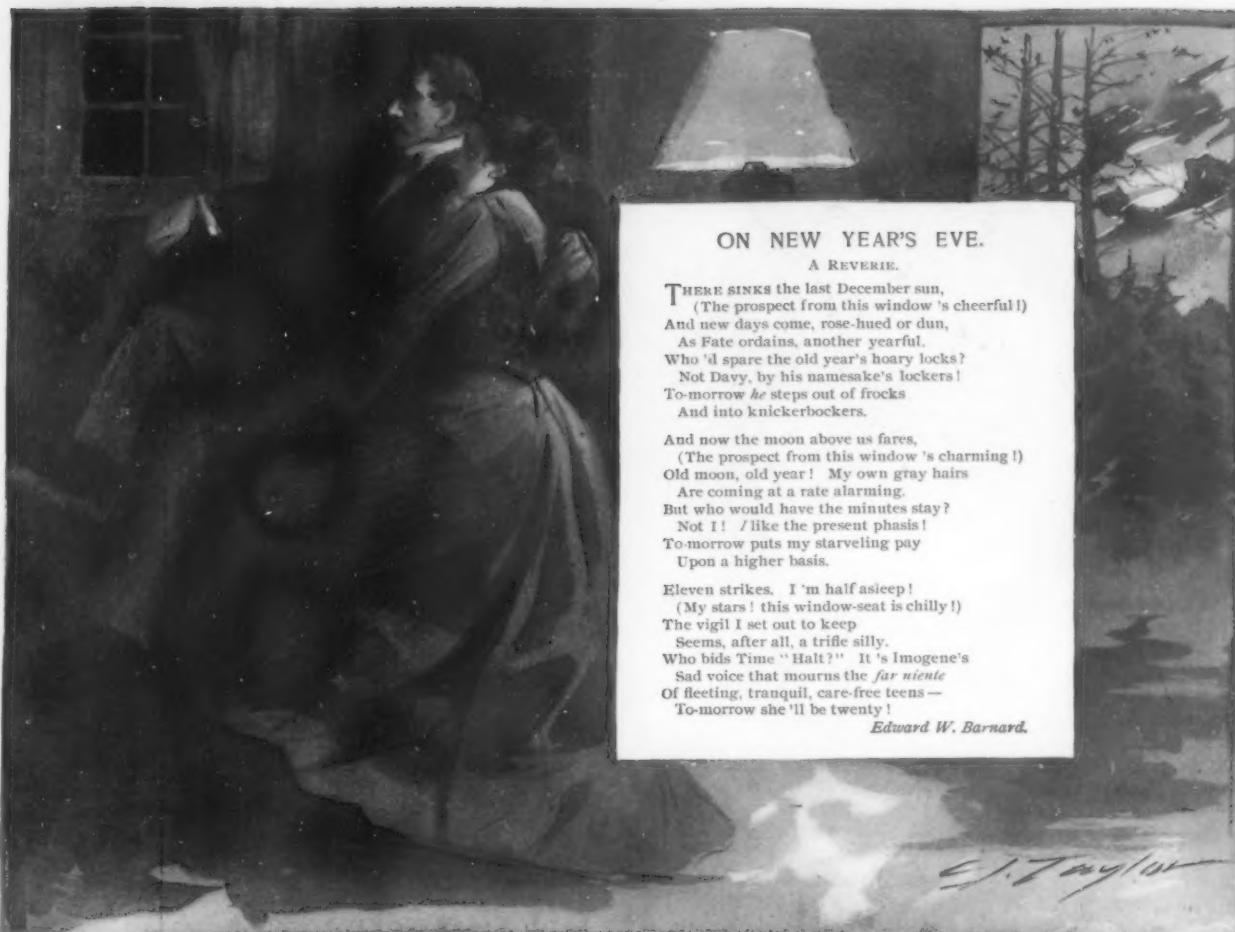 ON NEW YEAR'S EVE.
A REVERIE.
THERE SINKS the last December sun,
(The prospect from this window 's cheerful!)
And new days come, rose-hued or dun,
As Fate ordains, another yearful.
Who 'd spare the old year's hoary locks?
Not Davy, by his namesake's lockers!
To-morrow he steps out of frocks
And into knickerbockers.
And now the moon above us fares,
(The prospect from this window 's charming!)
Old moon, old year! My own gray hairs
Are coming at a rate alarming.
But who would have the minutes stay?
Not I! I like the present phasis!
To-morrow puts my starveling pay
Upon a higher basis.
Eleven strikes. I 'm half asleep!
(My stars! this window-seat is chilly!)
The vigil I set out to keep
Seems, after all, a trifle silly.
Who bids Time "Halt?" It 's Imogene's
Sad voice that mourns the far niente
Of fleeting, tranquil, care-free teens—
To-morrow she 'll be twenty!
Edward W. Barnard.
C. J. Taylor